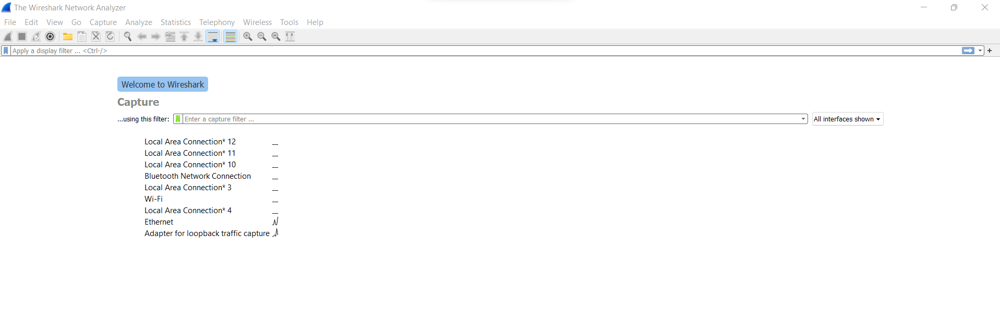 The Wireshark Network Analyzer
File Edit View Go Capture Analyze Statistics Telephony Wireless Tools Help
Apply a display filter ... <Ctrl-/>
Welcome to Wireshark
Capture
...using this filter: Enter a capture filter ... All interfaces shown
Local Area Connection* 12
Local Area Connection* 11
Local Area Connection* 10
Bluetooth Network Connection
Local Area Connection* 3
Wi-Fi
Local Area Connection* 4
Ethernet
Adapter for loopback traffic capture